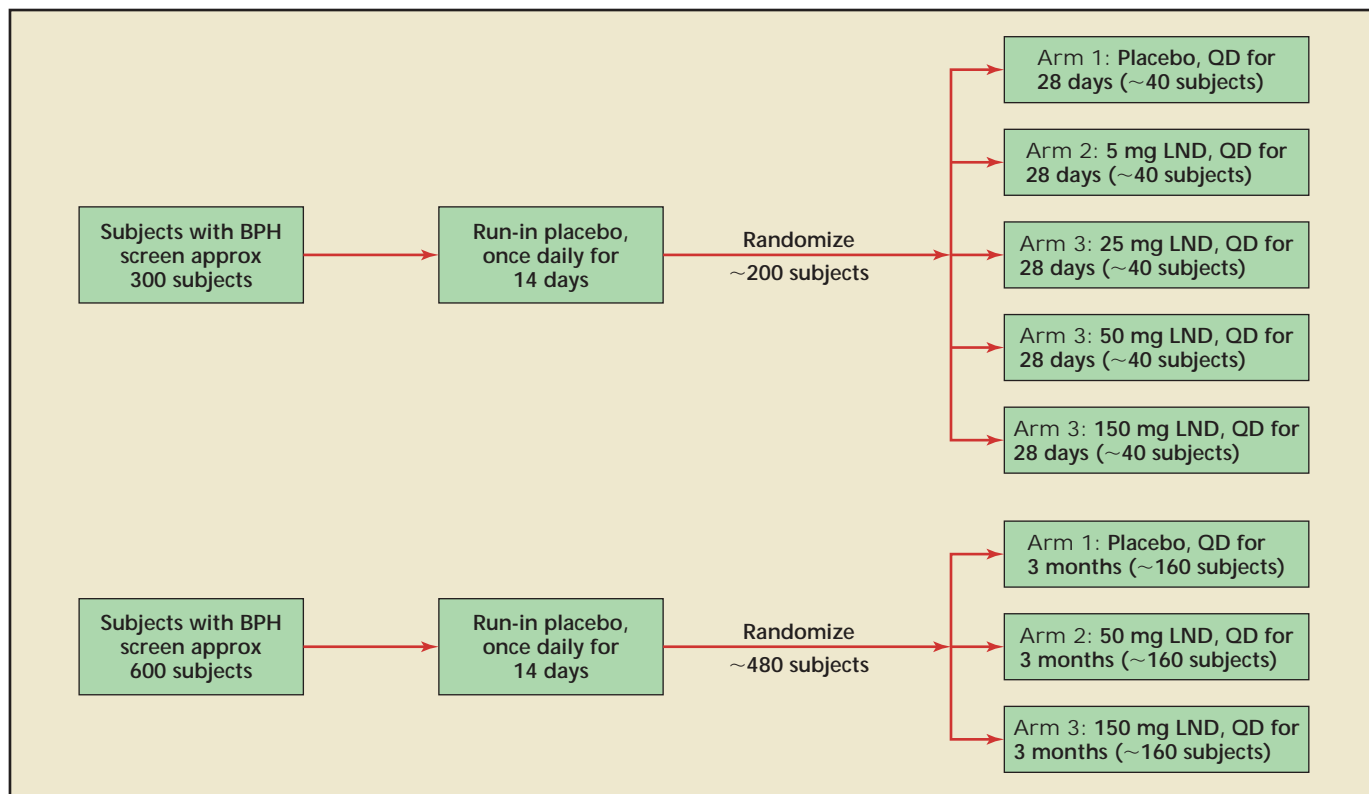 Subjects with BPH
screen approx
300 subjects
Run-in placebo,
once daily for
14 days
Randomize
~200 subjects
Arm 1: Placebo, QD for
28 days (~40 subjects)
Arm 2: 5 mg LND, QD for
28 days (~40 subjects)
Arm 3: 25 mg LND, QD for
28 days (~40 subjects)
Arm 3: 50 mg LND, QD for
28 days (~40 subjects)
Arm 3: 150 mg LND, QD for
28 days (~40 subjects)
Subjects with BPH
screen approx
600 subjects
Run-in placebo,
once daily for
14 days
Randomize
~480 subjects
Arm 1: Placebo, QD for
3 months (~160 subjects)
Arm 2: 50 mg LND, QD for
3 months (~160 subjects)
Arm 3: 150 mg LND, QD for
3 months (~160 subjects)